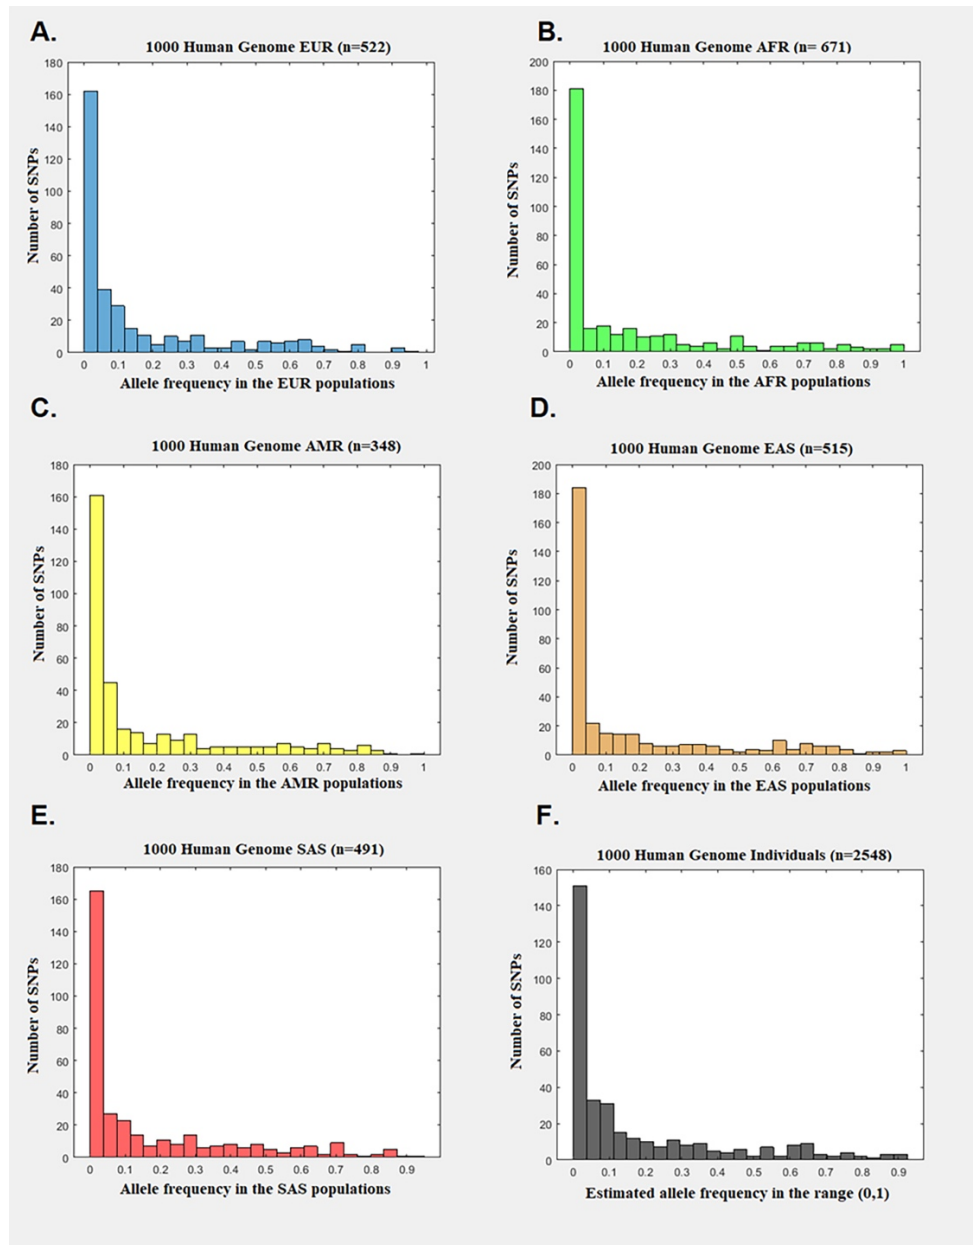 A.
1000 Human Genome EUR (n=522)
180
160
140
120
100
80
60
40
20
0
Number of SNPs
0 0.1 0.2 0.3 0.4 0.5 0.6 0.7 0.8 0.9 1
Allele frequency in the EUR populations
B.
1000 Human Genome AFR (n= 671)
200
180
160
140
120
100
80
60
40
20
0
Number of SNPs
0 0.1 0.2 0.3 0.4 0.5 0.6 0.7 0.8 0.9 1
Allele frequency in the AFR populations
C.
1000 Human Genome AMR (n=348)
180
160
140
120
100
80
60
40
20
0
Number of SNPs
0 0.1 0.2 0.3 0.4 0.5 0.6 0.7 0.8 0.9 1
Allele frequency in the AMR populations
D.
1000 Human Genome EAS (n=515)
200
180
160
140
120
100
80
60
40
20
0
Number of SNPs
0 0.1 0.2 0.3 0.4 0.5 0.6 0.7 0.8 0.9 1
Allele frequency in the EAS populations
E.
1000 Human Genome SAS (n=491)
180
160
140
120
100
80
60
40
20
0
Number of SNPs
0 0.1 0.2 0.3 0.4 0.5 0.6 0.7 0.8 0.9
Allele frequency in the SAS populations
F.
1000 Human Genome Individuals (n=2548)
160
140
120
100
80
60
40
20
0
Number of SNPs
0 0.1 0.2 0.3 0.4 0.5 0.6 0.7 0.8 0.9
Estimated allele frequency in the range (0,1)